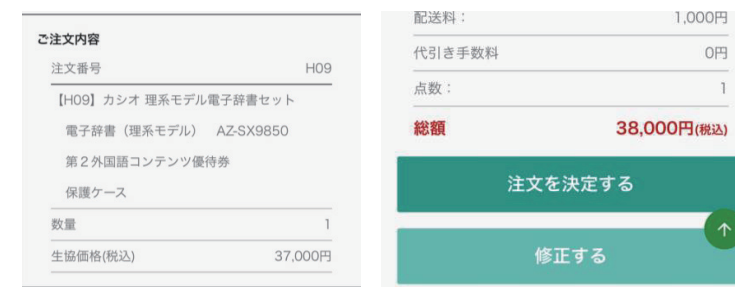 ご注文内容
注文番号 H09
【H09】カシオ 理系モデル電子辞書セット
電子辞書（理系モデル） AZ-SX9850
第２外国語コンテンツ優待券
保護ケース
数量 1
生協価格(税込) 37,000円
配送料： 1,000円
代引き手数料 0円
点数： 1
総額 38,000円(税込)
注文を決定する
修正する